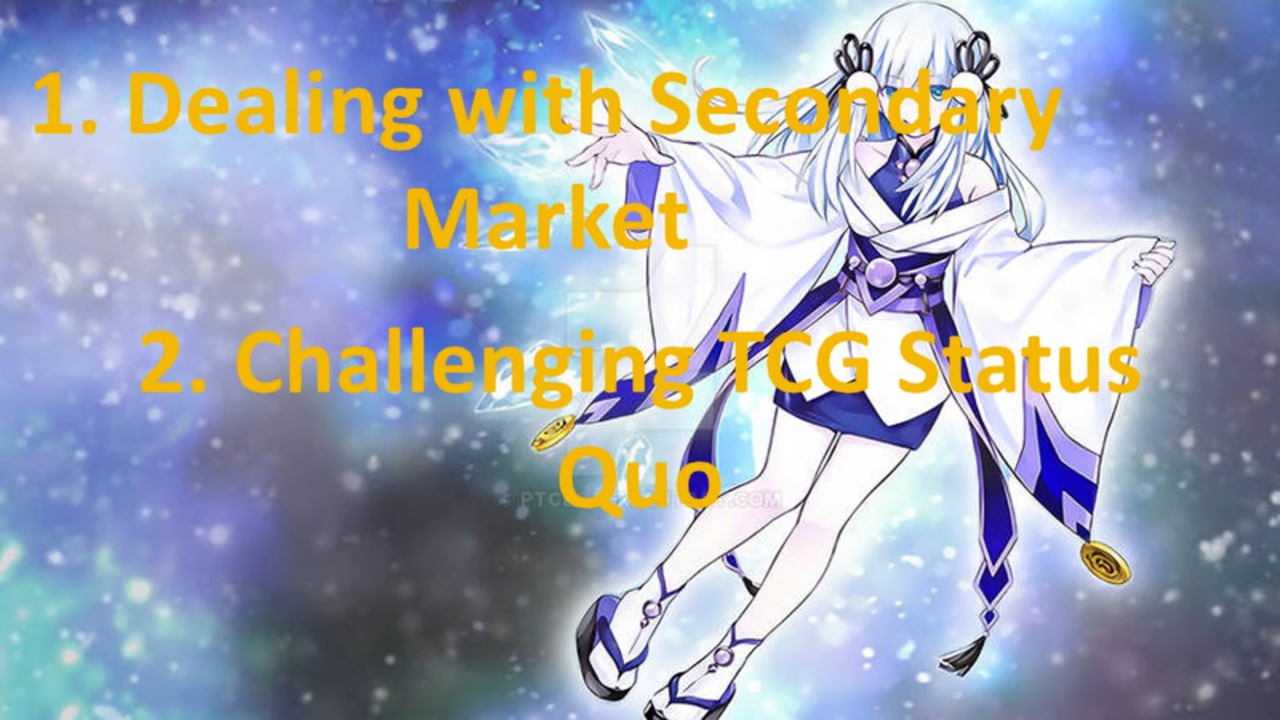 1. Dealing with Secondary
Market
2. Challenging TCG Status
Quo